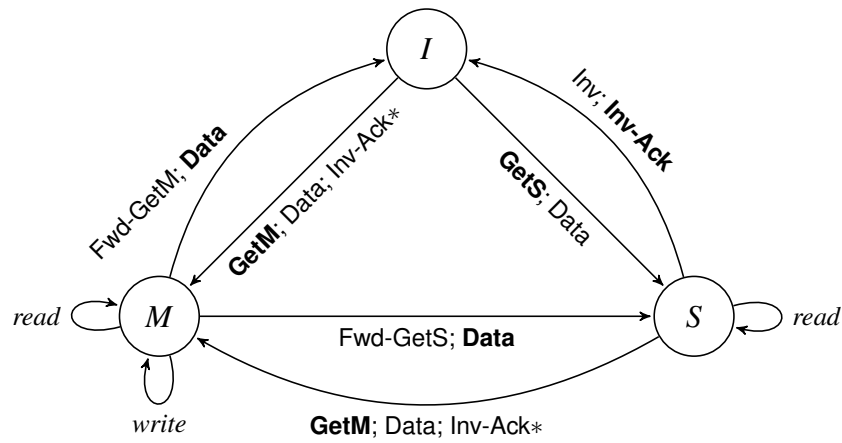 I
Fwd-GetM; Data
GetM; Data; Inv-Ack*
GetS; Data
Inv; Inv-Ack
read
M
S
read
Fwd-GetS; Data
write
GetM; Data; Inv-Ack*